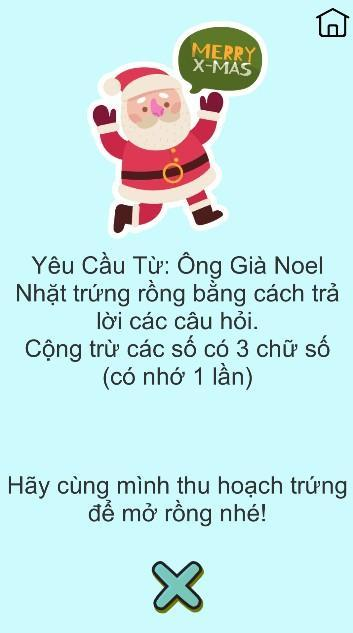 MERRY
X-MAS
Yêu Cầu Từ: Ông Già Noel
Nhặt trứng rồng bằng cách trả
lời các câu hỏi.
Cộng trừ các số có 3 chữ số
(có nhớ 1 lần)
Hãy cùng mình thu hoạch trứng
để mở rồng nhé!